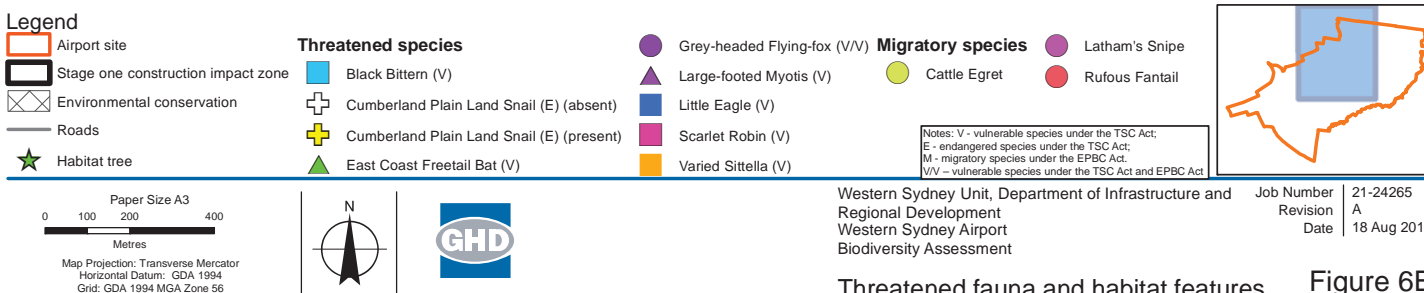 Legend
Airport site
Stage one construction impact zone
Environmental conservation
Roads
Habitat tree
Threatened species
Black Bittern (V)
Cumberland Plain Land Snail (E) (absent)
Cumberland Plain Land Snail (E) (present)
East Coast Freetail Bat (V)
Grey-headed Flying-fox (V/V)
Large-footed Myotis (V)
Little Eagle (V)
Scarlet Robin (V)
Varied Sittella (V)
Migratory species
Cattle Egret
Latham's Snipe
Rufous Fantail
Notes: V - vulnerable species under the TSC Act;
E - endangered species under the TSC Act;
M - migratory species under the EPBC Act.
V/V – vulnerable species under the TSC Act and EPBC Act
Paper Size A3
0 100 200 400
Metres
Map Projection: Transverse Mercator
Horizontal Datum: GDA 1994
Grid: GDA 1994 MGA Zone 56
N
GHD
Western Sydney Unit, Department of Infrastructure and
Regional Development
Western Sydney Airport
Biodiversity Assessment
Job Number 21-24265
Revision A
Date 18 Aug 201
Threatened fauna and habitat features
Figure 6B